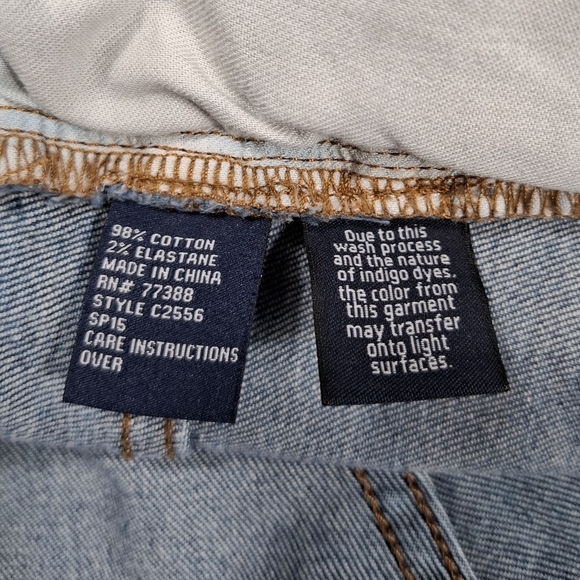 98% COTTON
2% ELASTANE
MADE IN CHINA
RN# 77388
STYLE C2556
SP15
CARE INSTRUCTIONS
OVER
Due to this
wash process
and the nature
of indigo dyes.
the color from
this garment
may transfer
onto light
surfaces.